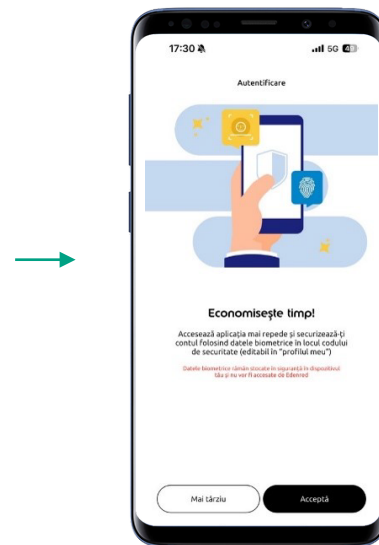 17:30
5G
Autentificare
Economisește timp!
Accesează aplicația mai repede și securizează-ți
contul folosind datele biometrice în locul codului
de securitate (editabil în "profilul meu")
Datele biometrice rămân stocate în siguranță în dispozitivul
tău și nu vor fi accesate de Edenred
Mai târziu
Acceptă